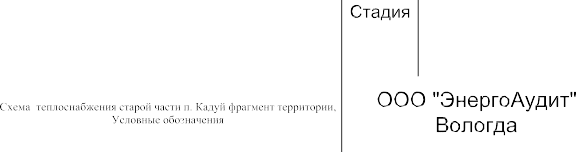 Стадия
Схема теплоснабжения старой части п. Кадуй фрагмент территории,
Условные обозначения
ООО "ЭнергоАудит"
Вологда